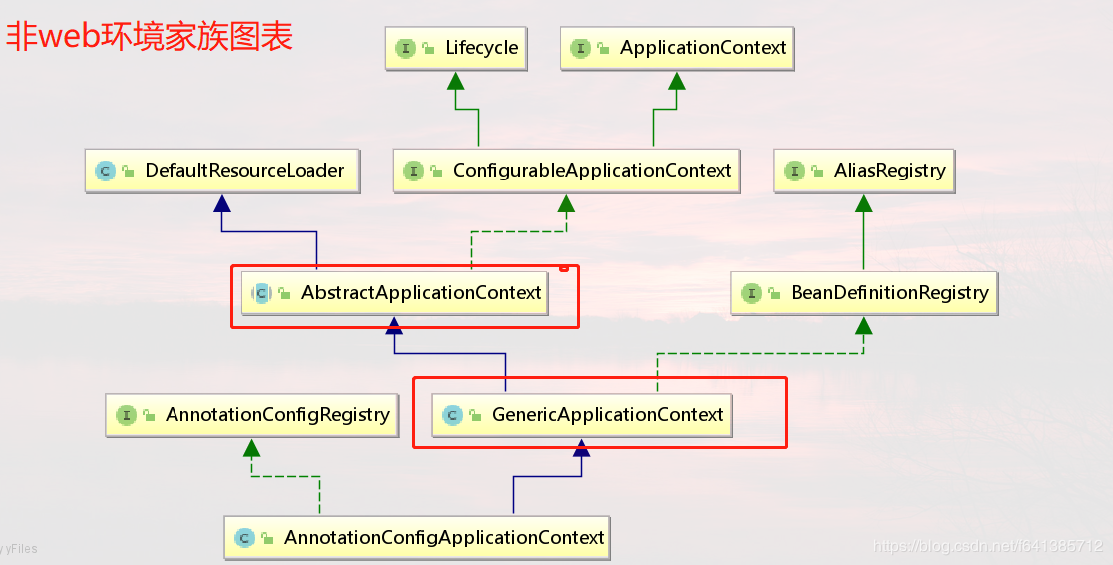 非web环境家族图表
I Lifecycle
I ApplicationContext
C DefaultResourceLoader
I ConfigurableApplicationContext
I AliasRegistry
C AbstractApplicationContext
I BeanDefinitionRegistry
I AnnotationConfigRegistry
C GenericApplicationContext
C AnnotationConfigApplicationContext
yFiles
https://blog.csdn.net/i641385712